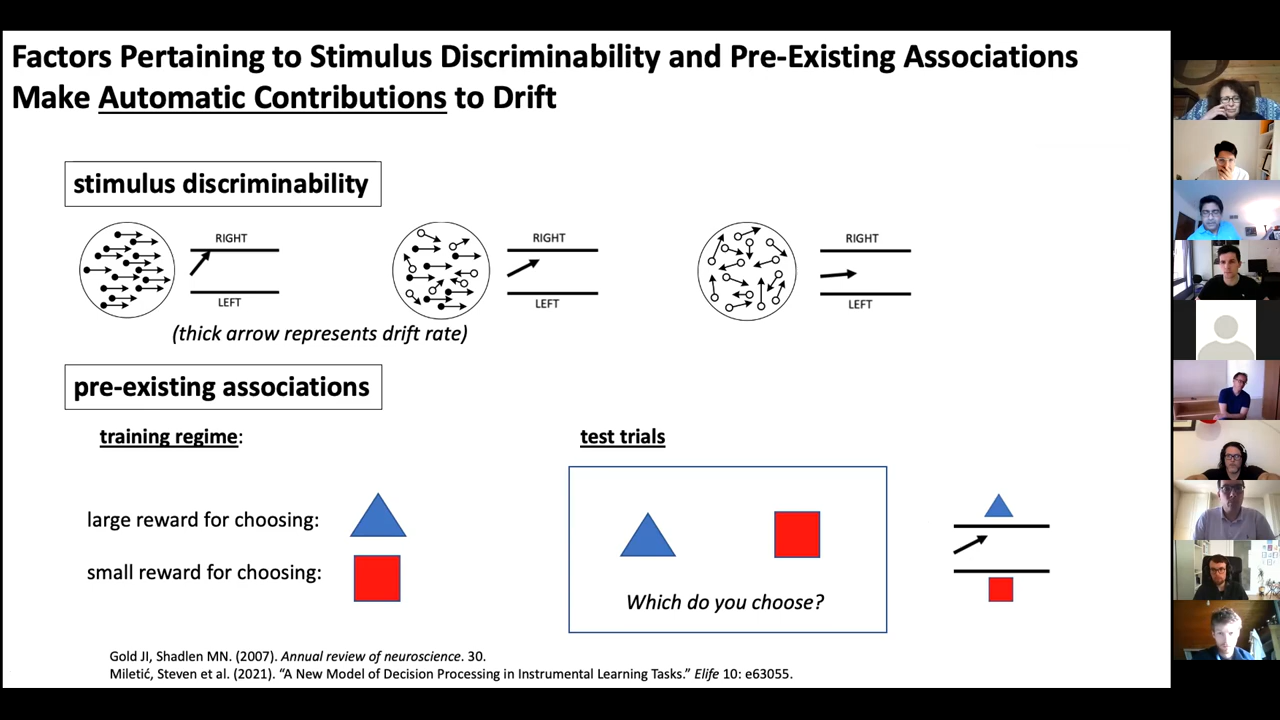 Factors Pertaining to Stimulus Discriminability and Pre-Existing Associations
Make Automatic Contributions to Drift
stimulus discriminability
RIGHT
LEFT
RIGHT
LEFT
RIGHT
LEFT
(thick arrow represents drift rate)
pre-existing associations
training regime:
test trials
large reward for choosing:
small reward for choosing:
Which do you choose?
Gold JI, Shadlen MN. (2007). Annual review of neuroscience. 30.
Miletić, Steven et al. (2021). “A New Model of Decision Processing in Instrumental Learning Tasks.” Elife 10: e63055.